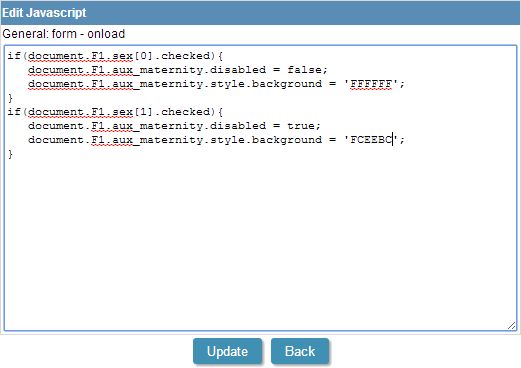 Edit Javascript
General: form - onload
if(document.F1.sex[0].checked){
   document.F1.aux_maternity.disabled = false;
   document.F1.aux_maternity.style.background = 'FFFFFF';
}
if(document.F1.sex[1].checked){
   document.F1.aux_maternity.disabled = true;
   document.F1.aux_maternity.style.background = 'FCEEBC';
}
Update Back